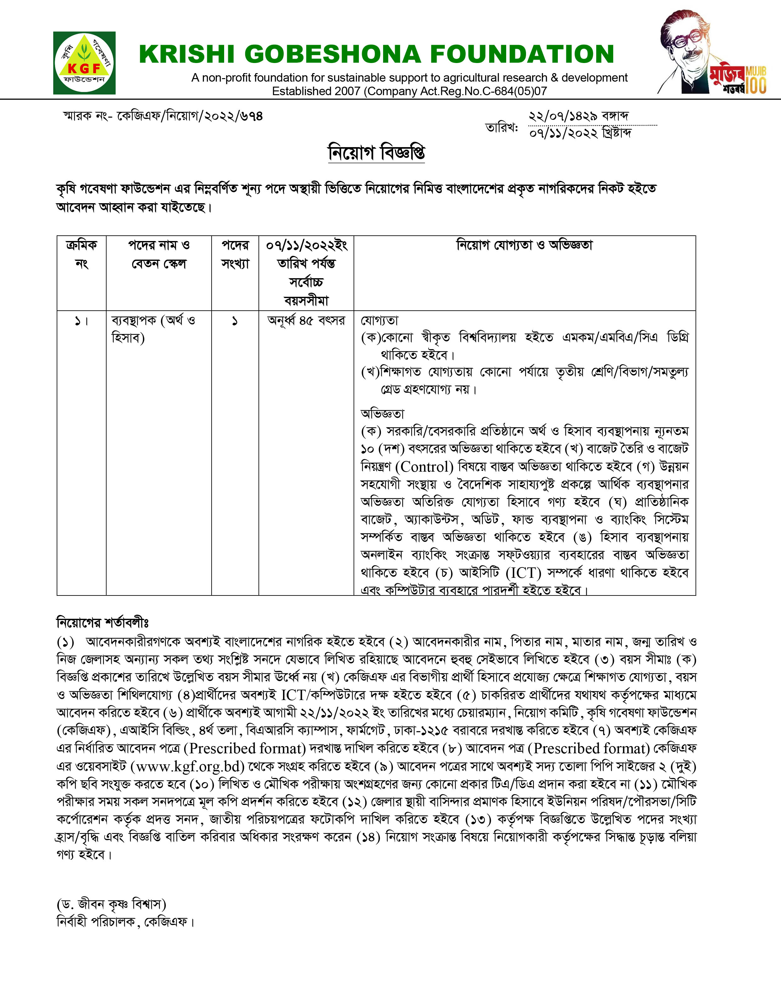 কৃষি গবেষণা
KGF
ফাউন্ডেশন
KRISHI GOBESHONA FOUNDATION
A non-profit foundation for sustainable support to agricultural research & development
Established 2007 (Company Act.Reg.No.C-684(05)07
মুজিব শতবর্ষ
MUJIB 100
স্মারক নং- কেজিএফ/নিয়োগ/২০২২/৬৭৪
তারিখ:
২২/০৭/১৪২৯ বঙ্গাব্দ
০৭/১১/২০২২ খ্রিষ্টাব্দ
নিয়োগ বিজ্ঞপ্তি
কৃষি গবেষণা ফাউন্ডেশন এর নিম্নবর্ণিত শূন্য পদে অস্থায়ী ভিত্তিতে নিয়োগের নিমিত্ত বাংলাদেশের প্রকৃত নাগরিকদের নিকট হইতে
আবেদন আহ্বান করা যাইতেছে।
ক্রমিক
নং
পদের নাম ও
বেতন স্কেল
পদের
সংখ্যা
০৭/১১/২০২২ইং
তারিখ পর্যন্ত
সর্বোচ্চ
বয়সসীমা
নিয়োগ যোগ্যতা ও অভিজ্ঞতা
১।
ব্যবস্থাপক (অর্থ ও
হিসাব)
১
অনূর্ধ্ব ৪৫ বৎসর
যোগ্যতা
(ক)কোনো স্বীকৃত বিশ্ববিদ্যালয় হইতে এমকম/এমবিএ/সিএ ডিগ্রি
থাকিতে হইবে।
(খ)শিক্ষাগত যোগ্যতায় কোনো পর্যায়ে তৃতীয় শ্রেণি/বিভাগ/সমতুল্য
গ্রেড গ্রহণযোগ্য নয়।
অভিজ্ঞতা
(ক) সরকারি/বেসরকারি প্রতিষ্ঠানে অর্থ ও হিসাব ব্যবস্থাপনায় ন্যূনতম
১০ (দশ) বৎসরের অভিজ্ঞতা থাকিতে হইবে (খ) বাজেট তৈরি ও বাজেট
নিয়ন্ত্রণ (Control) বিষয়ে বাস্তব অভিজ্ঞতা থাকিতে হইবে (গ) উন্নয়ন
সহযোগী সংস্থায় ও বৈদেশিক সাহায্যপুষ্ট প্রকল্পে আর্থিক ব্যবস্থাপনার
অভিজ্ঞতা অতিরিক্ত যোগ্যতা হিসাবে গণ্য হইবে (ঘ) প্রাতিষ্ঠানিক
বাজেট, অ্যাকাউন্টস, অডিট, ফান্ড ব্যবস্থাপনা ও ব্যাংকিং সিস্টেম
সম্পর্কিত বাস্তব অভিজ্ঞতা থাকিতে হইবে (ঙ) হিসাব ব্যবস্থাপনায়
অনলাইন ব্যাংকিং সংক্রান্ত সফ্‌টওয়্যার ব্যবহারের বাস্তব অভিজ্ঞতা
থাকিতে হইবে (চ) আইসিটি (ICT) সম্পর্কে ধারণা থাকিতে হইবে
এবং কম্পিউটার ব্যবহারে পারদর্শী হইতে হইবে।
নিয়োগের শর্তাবলীঃ
(১) আবেদনকারীরগণকে অবশ্যই বাংলাদেশের নাগরিক হইতে হইবে (২) আবেদনকারীর নাম, পিতার নাম, মাতার নাম, জন্ম তারিখ ও
নিজ জেলাসহ অন্যান্য সকল তথ্য সংশ্লিষ্ট সনদে যেভাবে লিখিত রহিয়াছে আবেদনে হুবহু সেইভাবে লিখিতে হইবে (৩) বয়স সীমাঃ (ক)
বিজ্ঞপ্তি প্রকাশের তারিখে উল্লেখিত বয়স সীমার ঊর্ধ্বে নয় (খ) কেজিএফ এর বিভাগীয় প্রার্থী হিসাবে প্রযোজ্য ক্ষেত্রে শিক্ষাগত যোগ্যতা, বয়স
ও অভিজ্ঞতা শিথিলযোগ্য (৪)প্রার্থীদের অবশ্যই ICT/কম্পিউটারে দক্ষ হইতে হইবে (৫) চাকরিরত প্রার্থীদের যথাযথ কর্তৃপক্ষের মাধ্যমে
আবেদন করিতে হইবে (৬) প্রার্থীকে অবশ্যই আগামী ২২/১১/২০২২ ইং তারিখের মধ্যে চেয়ারম্যান, নিয়োগ কমিটি, কৃষি গবেষণা ফাউন্ডেশন
(কেজিএফ), এআইসি বিল্ডিং, ৪র্থ তলা, বিএআরসি ক্যাম্পাস, ফার্মগেট, ঢাকা-১২১৫ বরাবরে দরখাস্ত করিতে হইবে (৭) অবশ্যই কেজিএফ
এর নির্ধারিত আবেদন পত্রে (Prescribed format) দরখাস্ত দাখিল করিতে হইবে (৮) আবেদন পত্র (Prescribed format) কেজিএফ
এর ওয়েবসাইট (www.kgf.org.bd) থেকে সংগ্রহ করিতে হইবে (৯) আবেদন পত্রের সাথে অবশ্যই সদ্য তোলা পিপি সাইজের ২ (দুই)
কপি ছবি সংযুক্ত করতে হবে (১০) লিখিত ও মৌখিক পরীক্ষায় অংশগ্রহণের জন্য কোনো প্রকার টিএ/ডিএ প্রদান করা হইবে না (১১) মৌখিক
পরীক্ষার সময় সকল সনদপত্রে মূল কপি প্রদর্শন করিতে হইবে (১২) জেলার স্থায়ী বাসিন্দার প্রমাণক হিসাবে ইউনিয়ন পরিষদ/পৌরসভা/সিটি
কর্পোরেশন কর্তৃক প্রদত্ত সনদ, জাতীয় পরিচয়পত্রের ফটোকপি দাখিল করিতে হইবে (১৩) কর্তৃপক্ষ বিজ্ঞপ্তিতে উল্লেখিত পদের সংখ্যা
হ্রাস/বৃদ্ধি এবং বিজ্ঞপ্তি বাতিল করিবার অধিকার সংরক্ষণ করেন (১৪) নিয়োগ সংক্রান্ত বিষয়ে নিয়োগকারী কর্তৃপক্ষের সিদ্ধান্ত চূড়ান্ত বলিয়া
গণ্য হইবে।
(ড. জীবন কৃষ্ণ বিশ্বাস)
নির্বাহী পরিচালক, কেজিএফ।